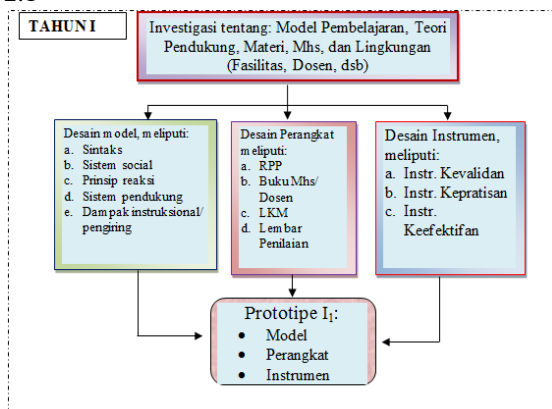 TAHUN I
Investigasi tentang: Model Pembelajaran, Teori
Pendukung, Materi, Mhs, dan Lingkungan
(Fasilitas, Dosen, dsb)
Desain model, meliputi:
a. Sintaks
b. Sistem social
c. Prinsip reaksi
d. Sistem pendukung
e. Dampak instruksional/
pengiring
Desain Perangkat
meliputi:
a. RPP
b. Buku Mhs/
Dosen
c. LKM
d. Lembar
Penilaian
Desain Instrumen,
meliputi:
a. Instr. Kevalidan
b. Instr. Kepratisan
c. Instr.
Keefektifan
Prototipe I1:
• Model
• Perangkat
• Instrumen